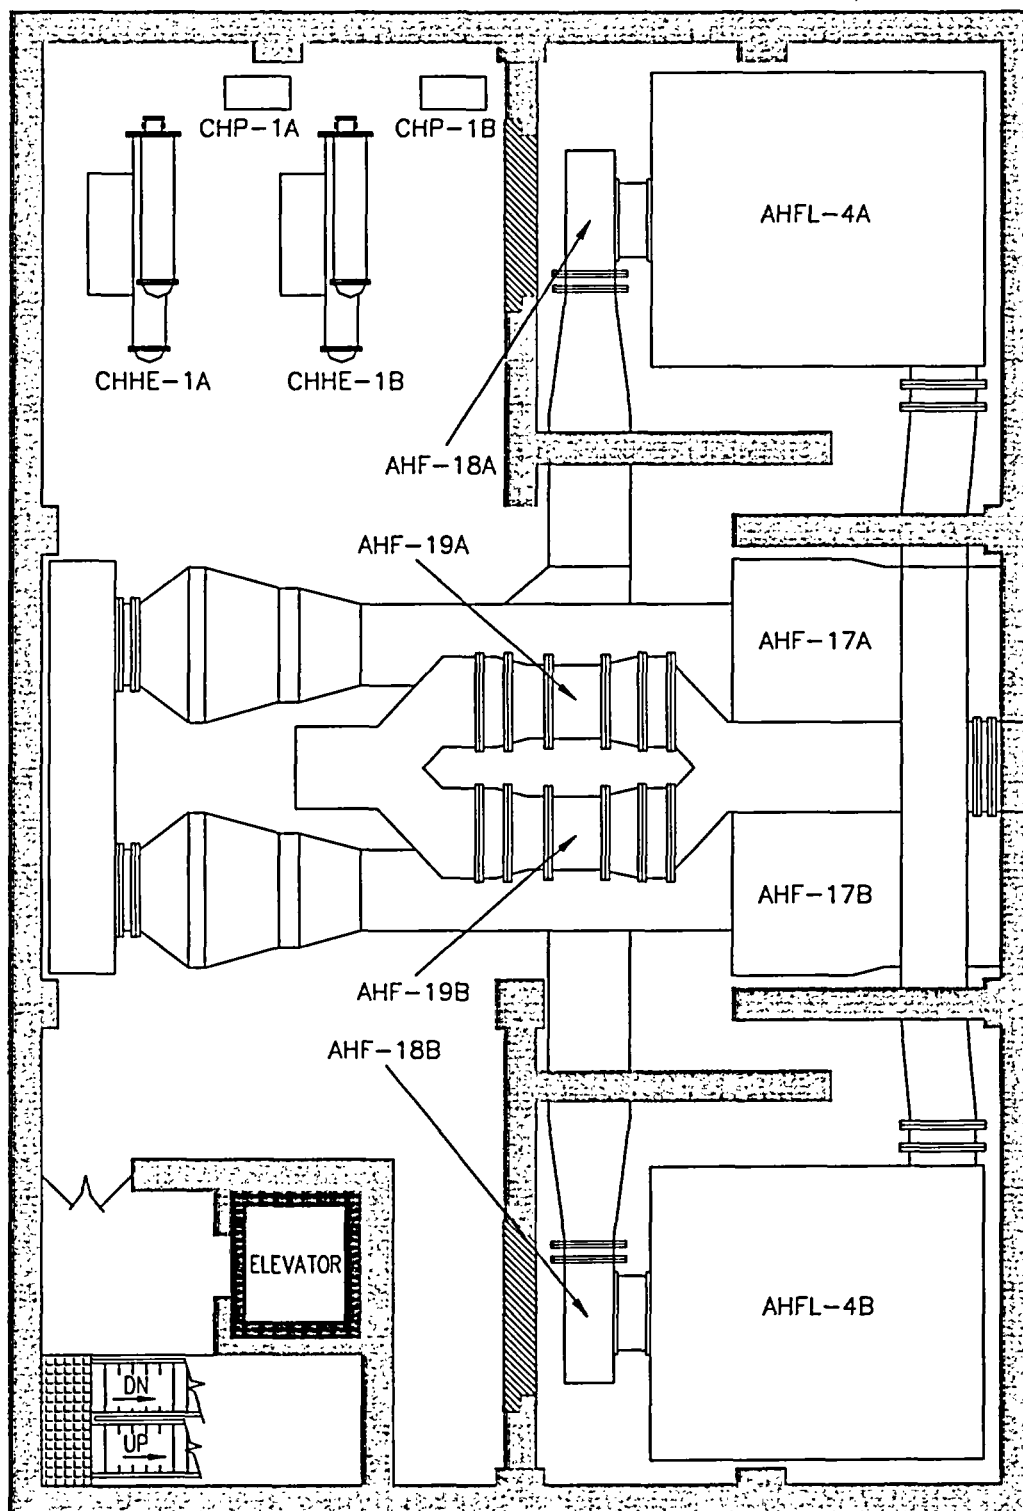 CHP-1A
CHP-1B
AHFL-4A
CHHE-1A
CHHE-1B
AHF-18A
AHF-19A
AHF-17A
AHF-17B
AHF-19B
AHF-18B
ELEVATOR
AHFL-4B
DN
UP